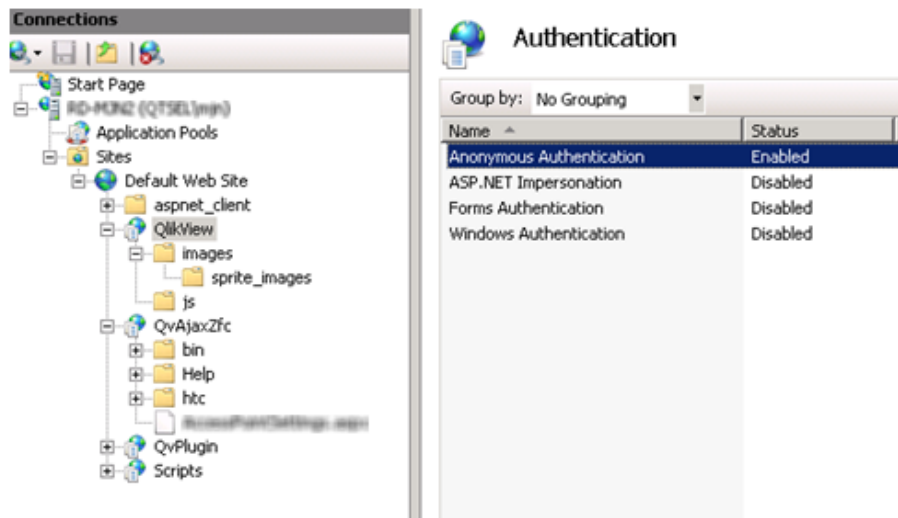 Connections
Start Page
Application Pools
Sites
Default Web Site
aspnet_client
QlikView
images
sprite_images
js
QvAjaxZfc
bin
Help
htc
QvPlugin
Scripts
Authentication
Group by: No Grouping
Name Status
Anonymous Authentication Enabled
ASP.NET Impersonation Disabled
Forms Authentication Disabled
Windows Authentication Disabled